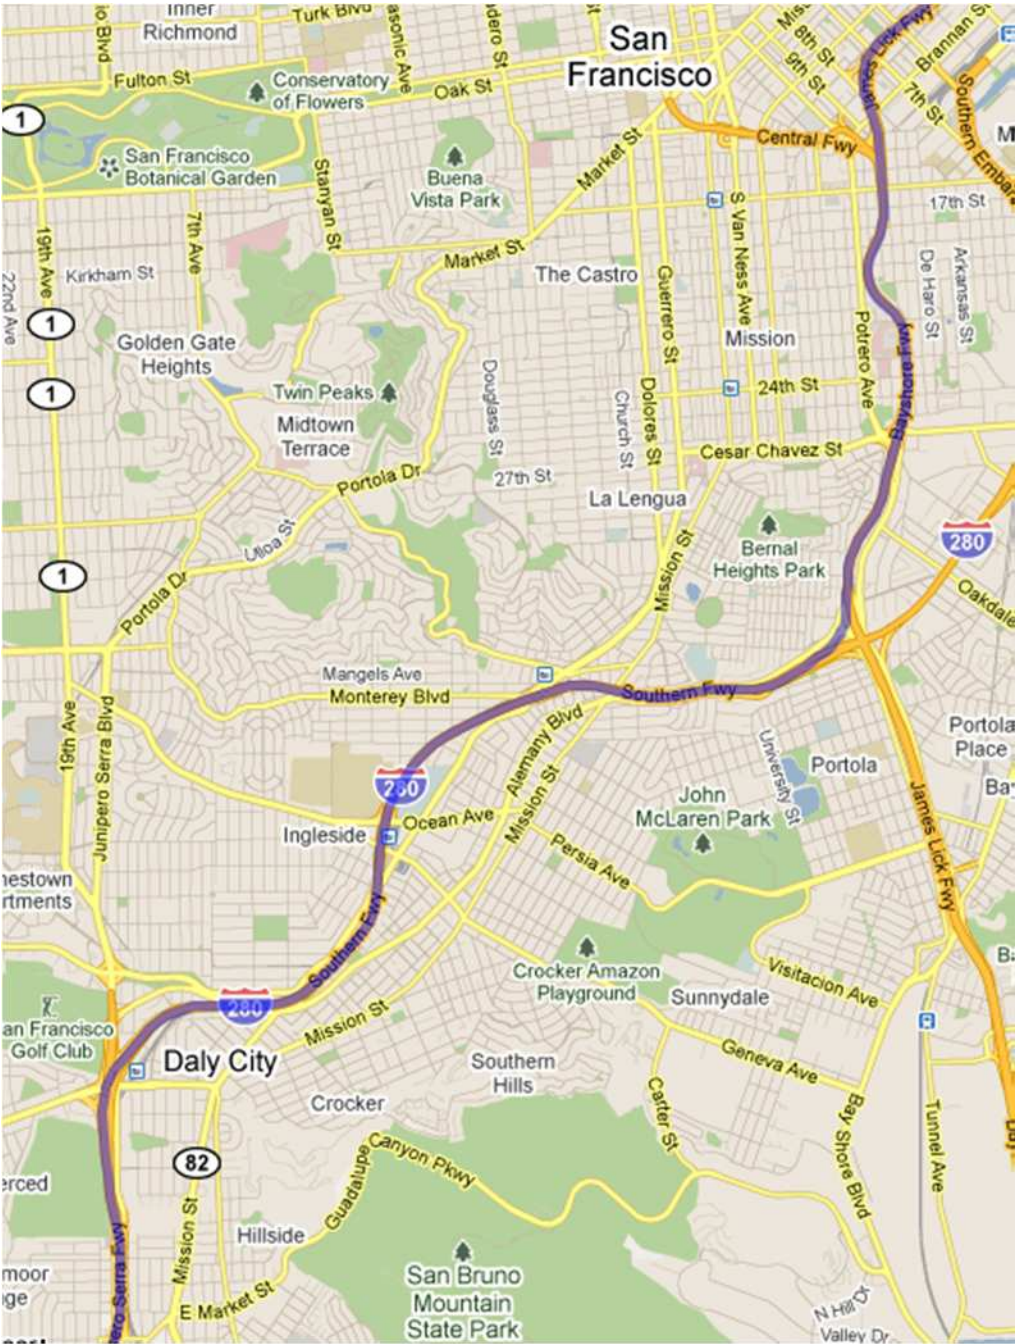 Inner
Richmond
Turk Blvd
San
Francisco
8th St
9th St
Brannan St
7th St
Fulton St
Conservatory
of Flowers
Oak St
1
San Francisco
Botanical Garden
Stanyan St
Buena
Vista Park
Market St
Central Fwy
17th St
S Van Ness Ave
19th Ave
7th Ave
Kirkham St
22nd Ave
Market St
The Castro
Guerrero St
De Haro St
Arkansas St
1
Golden Gate
Heights
Mission
Potrero Ave
Bayshore Fwy
1
Twin Peaks
Douglass St
24th St
Midtown
Terrace
Church St
Dolores St
Cesar Chavez St
Portola Dr
27th St
La Lengua
Ulloa St
Bernal
Heights Park
280
Mission St
1
Portola Dr
Oakdale
Mangels Ave
Monterey Blvd
Southern Fwy
19th Ave
Junipero Serra Blvd
Alemany Blvd
Portola
Place
University St
Portola
280
Mission St
John
McLaren Park
James Lick Fwy
Ingleside
Ocean Ave
Persia Ave
Southern Fwy
Crocker Amazon
Playground
Visitacion Ave
Sunnydale
280
Mission St
an Francisco
Golf Club
Daly City
Southern
Hills
Geneva Ave
Crocker
Carter St
Bay Shore Blvd
Tunnel Ave
82
Guadalupe Canyon Pkwy
Mission St
Hillside
San Bruno
Mountain
State Park
E Market St
N Hill Dr
Valley Dr